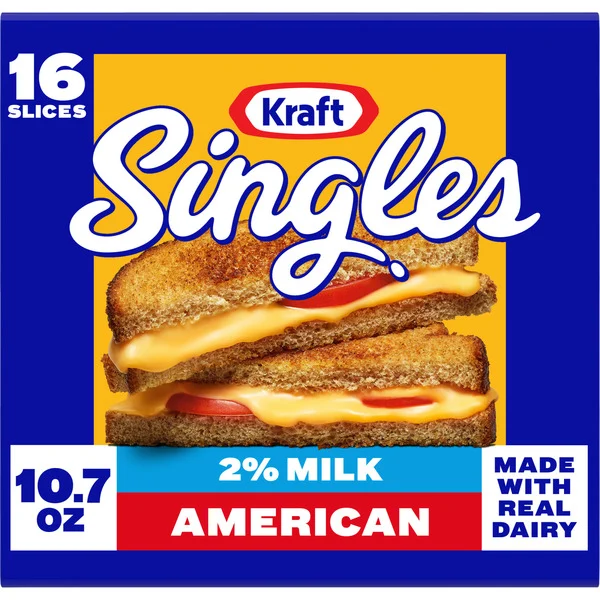 16
SLICES
Kraft
Singles
10.7
OZ
2% MILK
AMERICAN
MADE
WITH
REAL
DAIRY